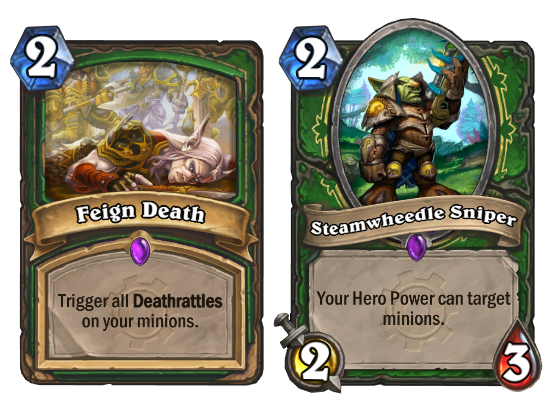 2
Feign Death
Trigger all Deathrattles
on your minions.
2
Steamwheedle Sniper
Your Hero Power can target
minions.
2
3